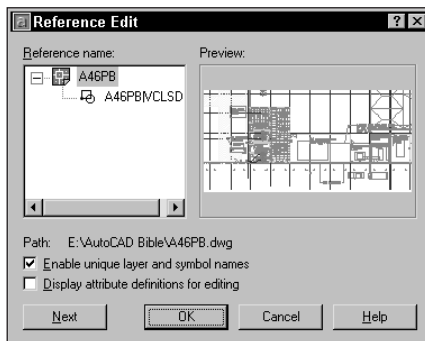 Reference Edit
Reference name:
Preview:
A46PB
A46PB|VCLSD
Path: E:\AutoCAD Bible\A46PB.dwg
Enable unique layer and symbol names
Display attribute definitions for editing
Next OK Cancel Help